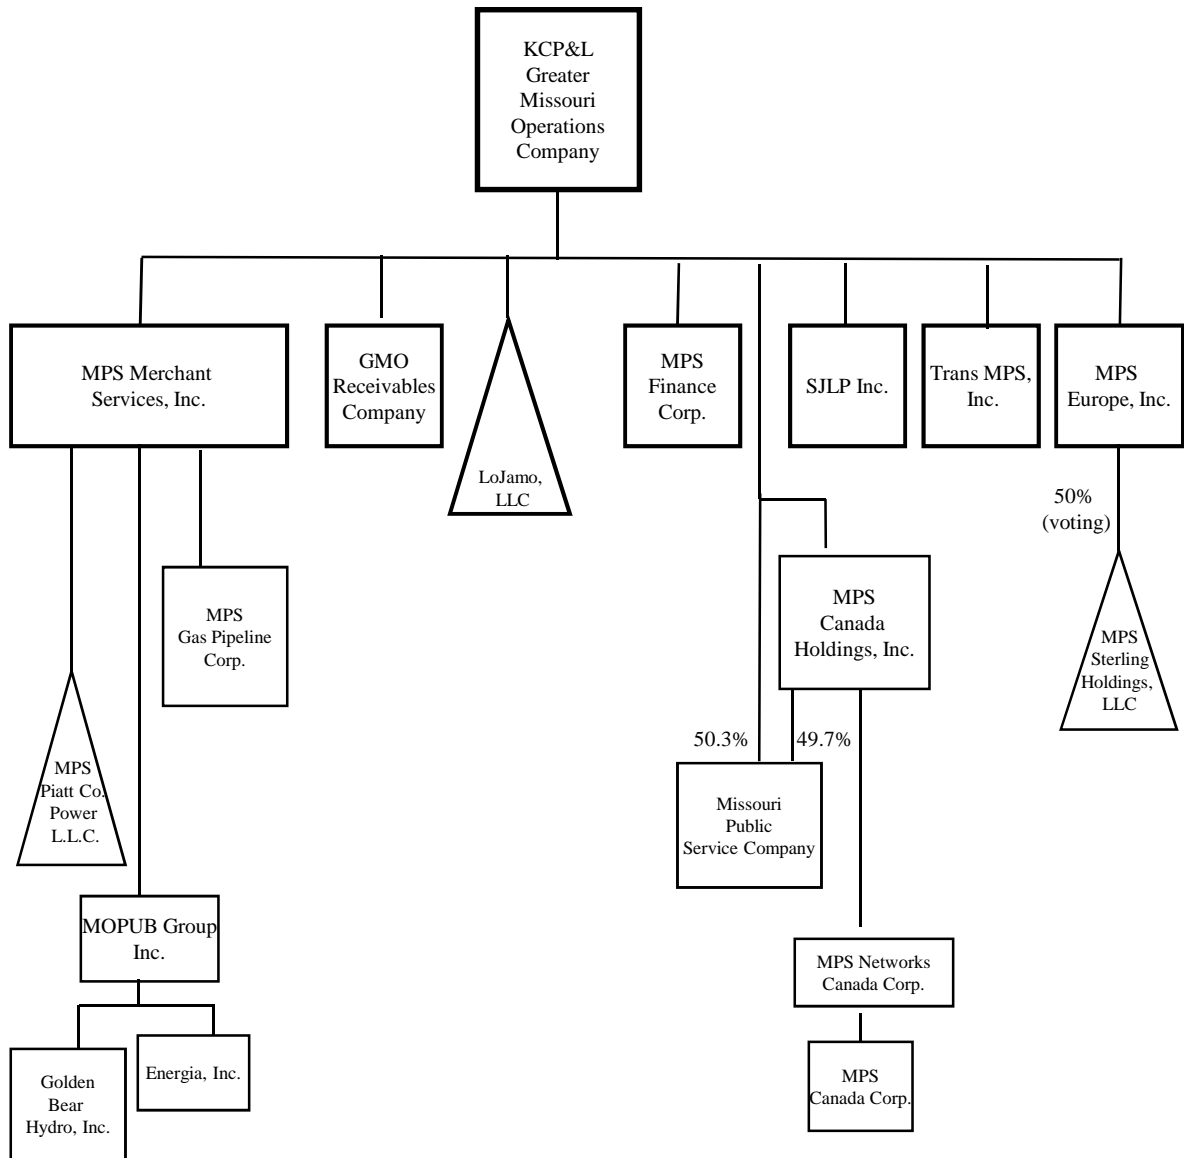 KCP&L
Greater
Missouri
Operations
Company
MPS Merchant
Services, Inc.
GMO
Receivables
Company
LoJamo,
LLC
MPS
Finance
Corp.
SJLP Inc.
Trans MPS,
Inc.
MPS
Europe, Inc.
50%
(voting)
MPS
Gas Pipeline
Corp.
MPS
Canada
Holdings, Inc.
MPS
Sterling
Holdings,
LLC
50.3%
49.7%
MPS
Piatt Co.
Power
L.L.C.
Missouri
Public
Service Company
MOPUB Group
Inc.
MPS Networks
Canada Corp.
Golden
Bear
Hydro, Inc.
Energia, Inc.
MPS
Canada Corp.